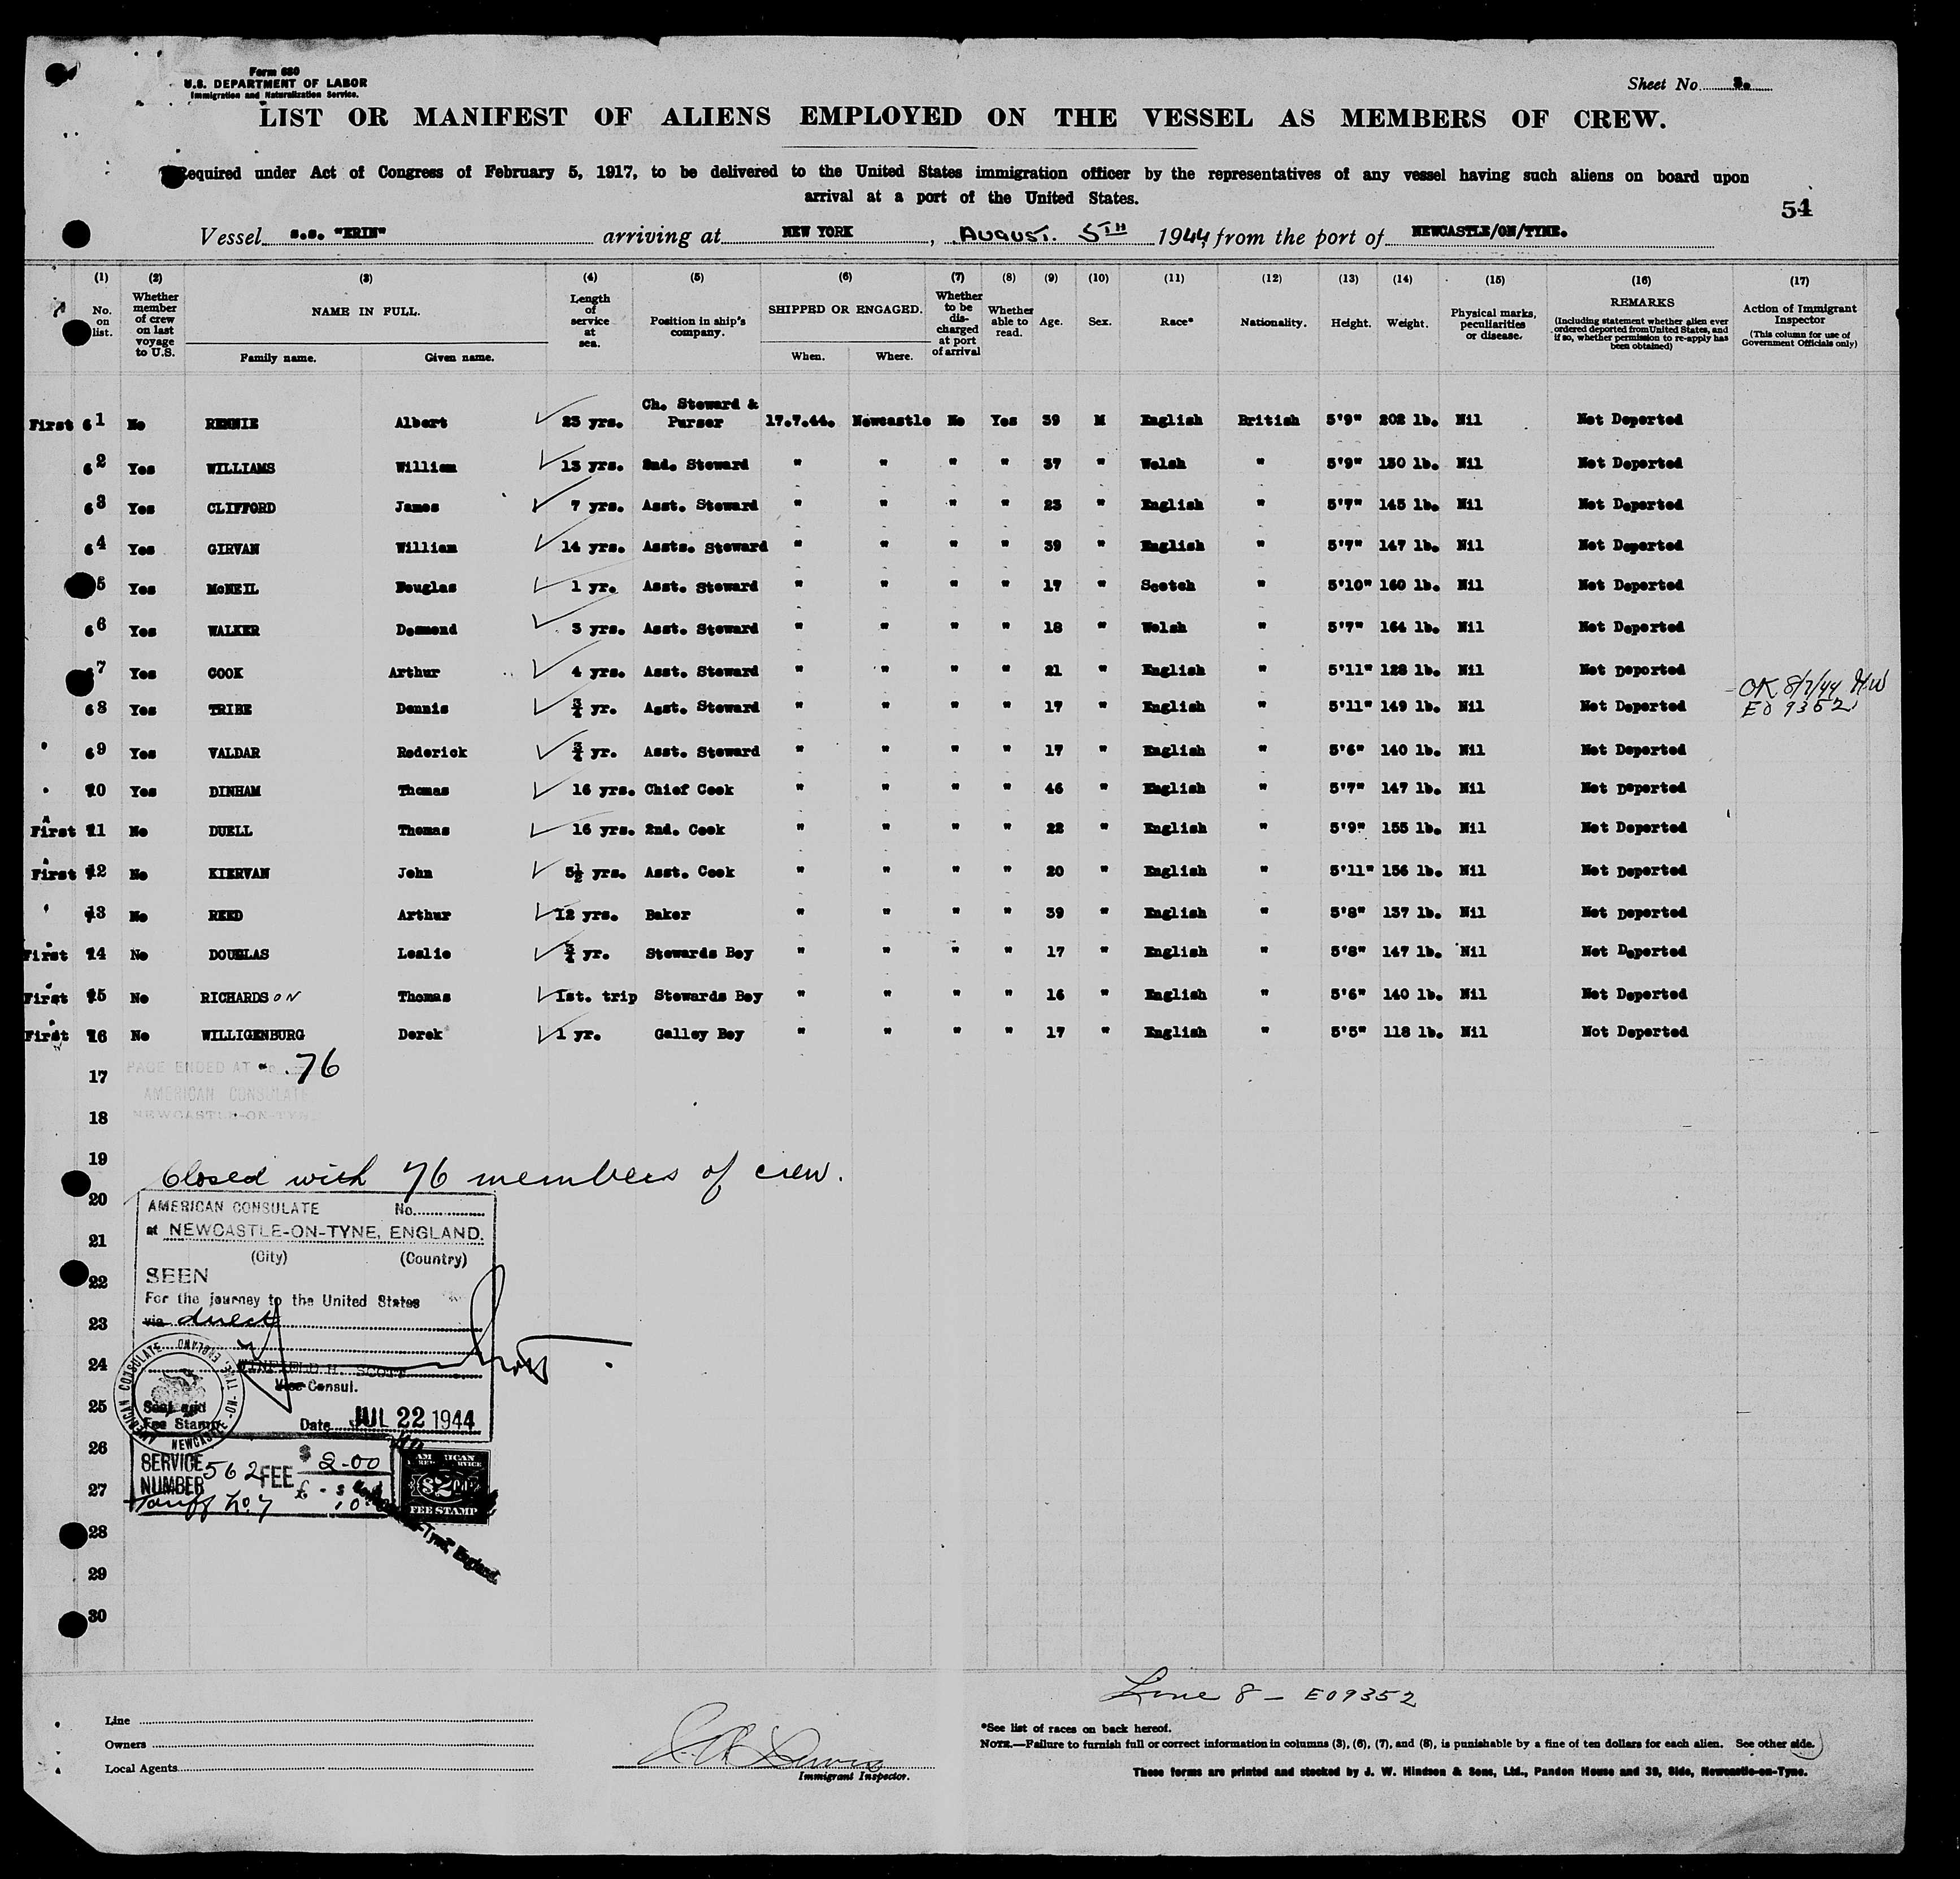 Form 680
U.S. DEPARTMENT OF LABOR
Immigration and Naturalization Service.
Sheet No. 3.
LIST OR MANIFEST OF ALIENS EMPLOYED ON THE VESSEL AS MEMBERS OF CREW.
Required under Act of Congress of February 5, 1917, to be delivered to the United States immigration officer by the representatives of any vessel having such aliens on board upon
arrival at a port of the United States.
54
Vessel s.s. "ERIN" arriving at NEW YORK, AUGUST. 5TH 1944 from the port of NEWCASTLE/ON/TYNE.
(1) (2) (3) (4) (5) (6) (7) (8) (9) (10) (11) (12) (13) (14) (15) (16) (17)
No. on list. Whether member of crew on last voyage to U.S. NAME IN FULL. Family name. Given name. Length of service at sea. Position in ship's company. SHIPPED OR ENGAGED. When. Where. Whether to be discharged at port of arrival Whether able to read. Age. Sex. Race* Nationality. Height. Weight. Physical marks, peculiarities or disease. REMARKS (Including statement whether alien ever ordered deported from United States, and if so, whether permission to re-apply has been obtained) Action of Immigrant Inspector (This column for use of Government Officials only)
First 61 No RENNIE Albert 23 yrs. Ch. Steward & Purser 17.7.44. Newcastle No Yes 39 M English British 5'9" 202 lb. Nil Not Deported
62 Yes WILLIAMS William 13 yrs. 2nd. Steward " " " " 37 " Welsh " 5'9" 150 lb. Nil Not Deported
63 Yes CLIFFORD James 7 yrs. Asst. Steward " " " " 23 " English " 5'7" 145 lb. Nil Not Deported
64 Yes GIRVAN William 14 yrs. Assts. Steward " " " " 39 " English " 5'7" 147 lb. Nil Not Deported
5 Yes McNEIL Douglas 1 yr. Asst. Steward " " " " 17 " Scotch " 5'10" 160 lb. Nil Not Deported
66 Yes WALKER Desmond 3 yrs. Asst. Steward " " " " 18 " Welsh " 5'7" 164 lb. Nil Not Deported
67 Yes COOK Arthur 4 yrs. Asst. Steward " " " " 21 " English " 5'11" 128 lb. Nil Not Deported
68 Yes TRIBE Dennis ¾ yr. Asst. Steward " " " " 17 " English " 5'11" 149 lb. Nil Not Deported OK 8/7/44 HW
EO 9352
69 Yes VALDAR Roderick ¾ yr. Asst. Steward " " " " 17 " English " 5'6" 140 lb. Nil Not Deported
70 Yes DINHAM Thomas 16 yrs. Chief Cook " " " " 46 " English " 5'7" 147 lb. Nil Not Deported
First 71 No DUELL Thomas 16 yrs. 2nd. Cook " " " " 22 " English " 5'9" 155 lb. Nil Not Deported
First 72 No KIERVAN John 5½ yrs. Asst. Cook " " " " 20 " English " 5'11" 156 lb. Nil Not Deported
73 No REED Arthur 12 yrs. Baker " " " " 39 " English " 5'8" 137 lb. Nil Not Deported
First 74 No DOUGLAS Leslie ¾ yr. Stewards Boy " " " " 17 " English " 5'8" 147 lb. Nil Not Deported
First 75 No RICHARDSON Thomas 1st. trip Stewards Boy " " " " 16 " English " 5'6" 140 lb. Nil Not Deported
First 76 No WILLIGENBURG Derek 1 yr. Galley Boy " " " " 17 " English " 5'5" 118 lb. Nil Not Deported
17 PAGE ENDED AT No. 76
AMERICAN CONSULATE
18 NEWCASTLE-ON-TYNE
19 Closed with 76 members of crew.
20 AMERICAN CONSULATE No.
21 at NEWCASTLE-ON-TYNE, ENGLAND.
(City) (Country)
22 SEEN
For the journey to the United States
23 via direct
24 WINFIELD H. SCOTT
Vice Consul.
AMERICAN CONSULATE NEWCASTLE-ON-TYNE, ENGLAND
25 Seal and
Fee Stamp
Date JUL 22 1944
26 SERVICE NUMBER 562 FEE $ 2.00
27 Tariff No. 7
AMERICAN SERVICE $2 FEE STAMP
-Tyne, England.
28
29
30
Line 8 - EO9352
Line
Owners
Local Agents
Immigrant Inspector.
*See list of races on back hereof.
NOTE.—Failure to furnish full or correct information in columns (3), (6), (7), and (8), is punishable by a fine of ten dollars for each alien. See other side.
These forms are printed and stocked by J. W. Hindson & Sons, Ltd., Pandon House and 39, Side, Newcastle-on-Tyne.